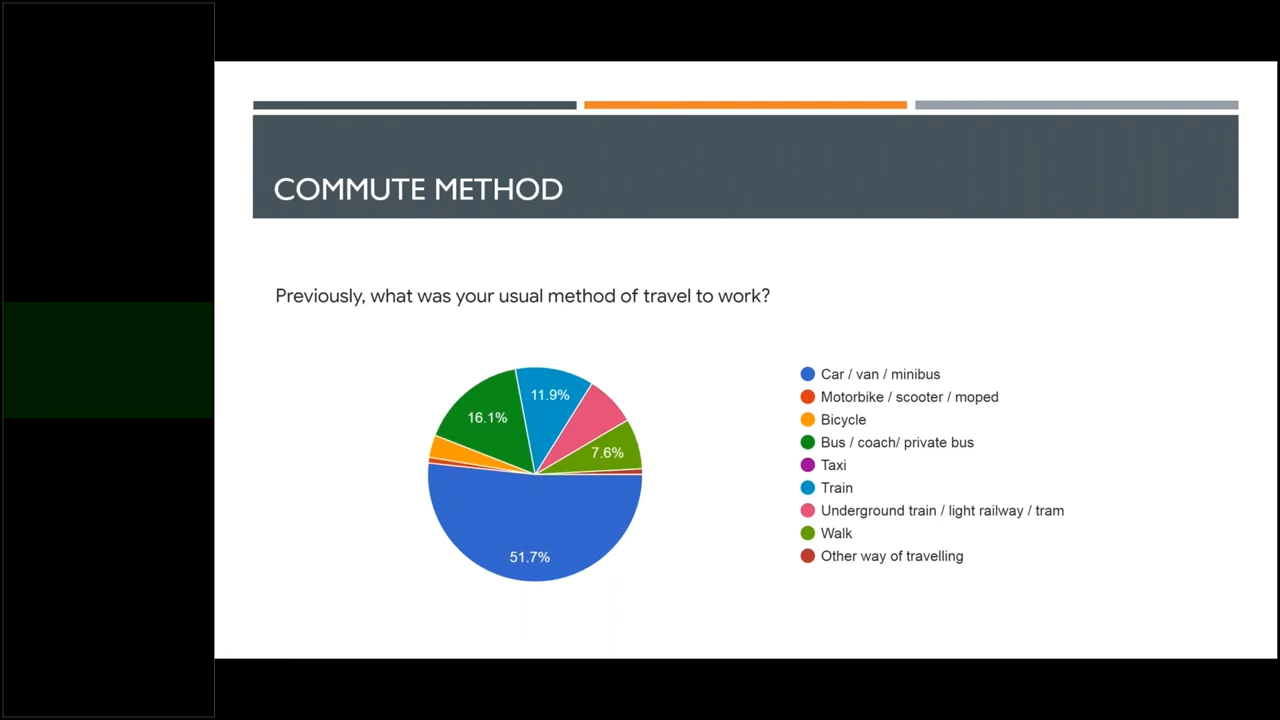 COMMUTE METHOD
Previously, what was your usual method of travel to work?
11.9%
16.1%
7.6%
51.7%
Car / van / minibus
Motorbike / scooter / moped
Bicycle
Bus / coach/ private bus
Taxi
Train
Underground train / light railway / tram
Walk
Other way of travelling